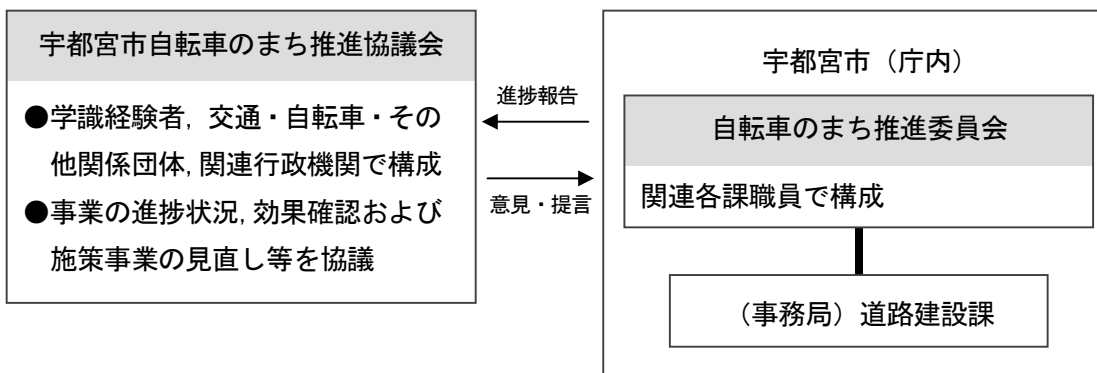 宇都宮市自転車のまち推進協議会
●学識経験者，交通・自転車・その
他関係団体，関連行政機関で構成
●事業の進捗状況，効果確認および
施策事業の見直し等を協議
進捗報告
意見・提言
宇都宮市（庁内）
自転車のまち推進委員会
関連各課職員で構成
（事務局）道路建設課